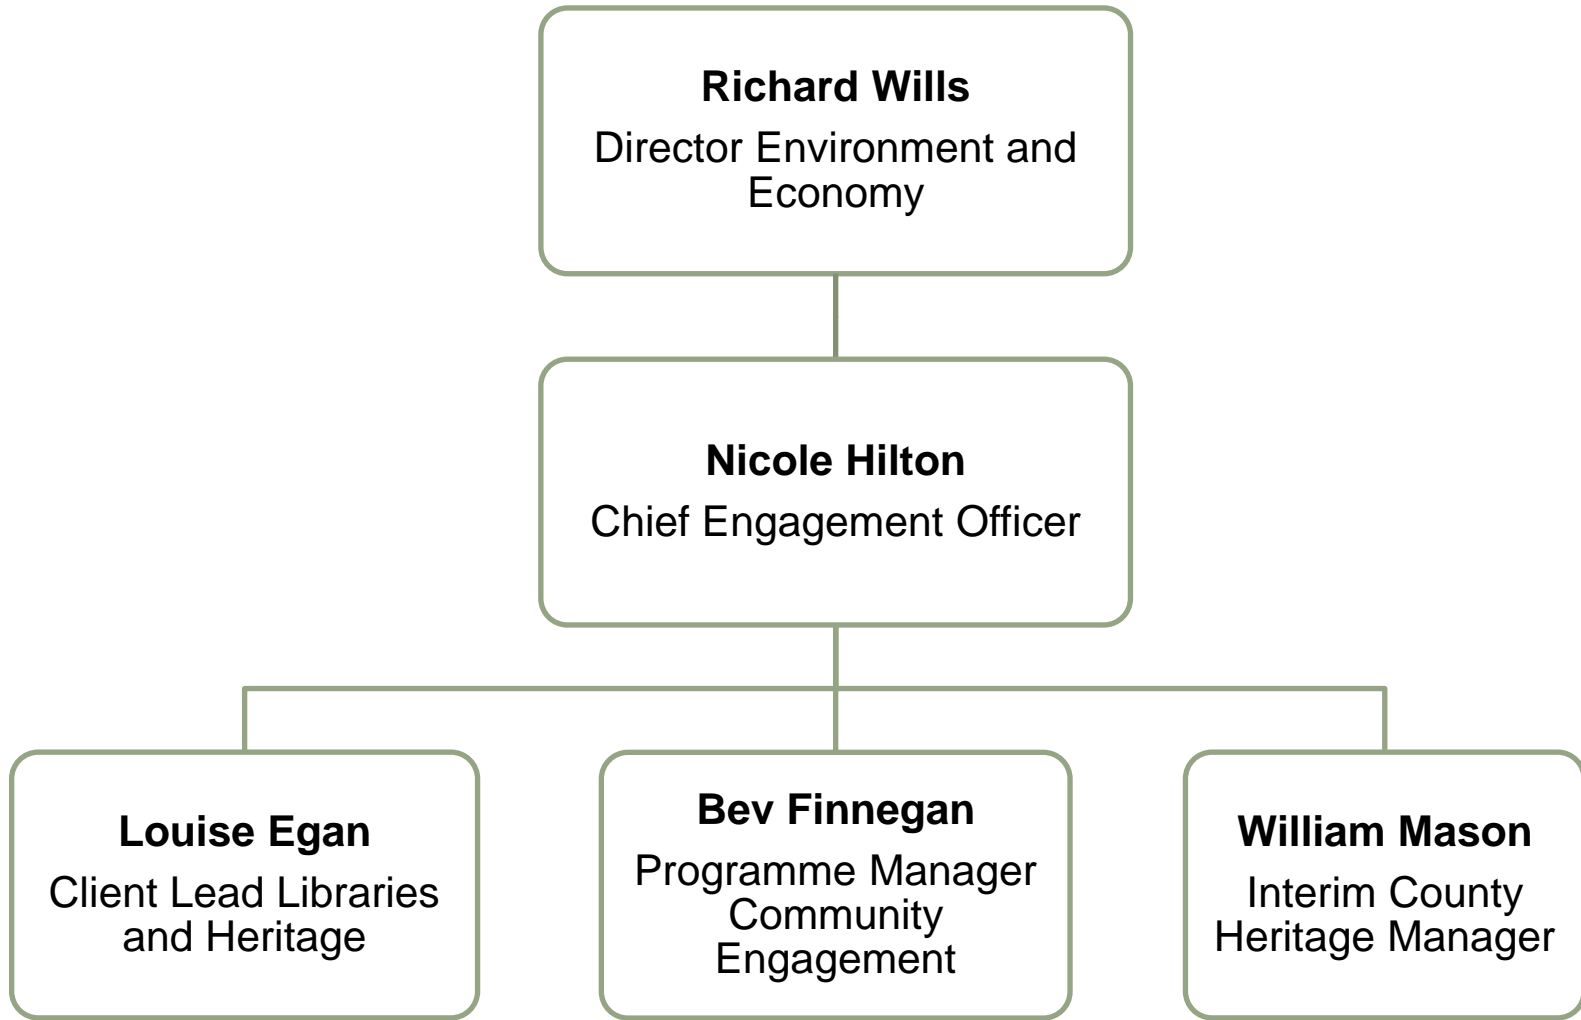 Richard Wills
Director Environment and
Economy
Nicole Hilton
Chief Engagement Officer
Louise Egan
Client Lead Libraries
and Heritage
Bev Finnegan
Programme Manager
Community
Engagement
William Mason
Interim County
Heritage Manager